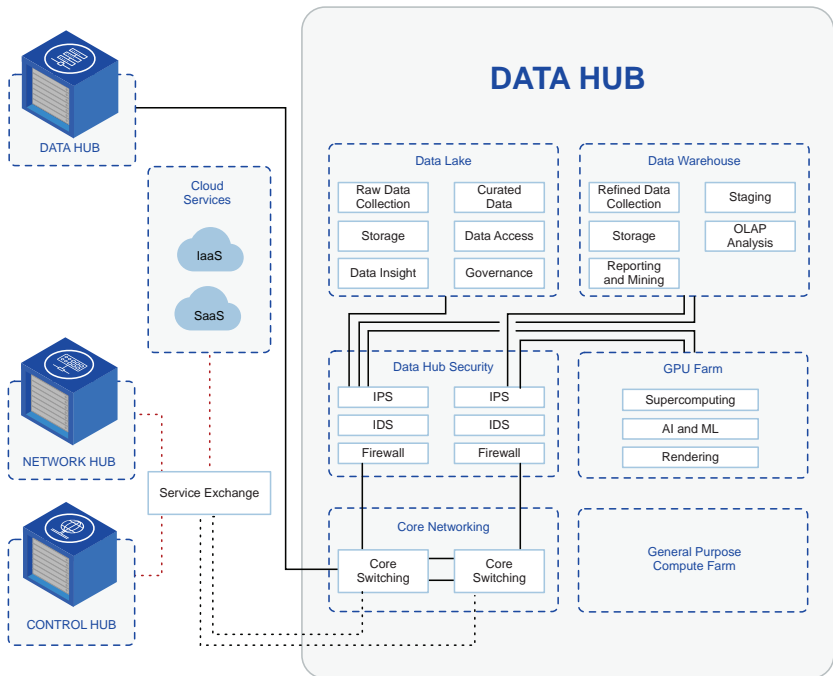 DATA HUB
DATA HUB
Cloud
Services
IaaS
SaaS
NETWORK HUB
Service Exchange
CONTROL HUB
Data Lake
Raw Data
Collection
Curated
Data
Storage
Data Access
Data Insight
Governance
Data Warehouse
Refined Data
Collection
Staging
Storage
OLAP
Analysis
Reporting
and Mining
Data Hub Security
IPS
IPS
IDS
IDS
Firewall
Firewall
GPU Farm
Supercomputing
AI and ML
Rendering
Core Networking
Core
Switching
Core
Switching
General Purpose
Compute Farm